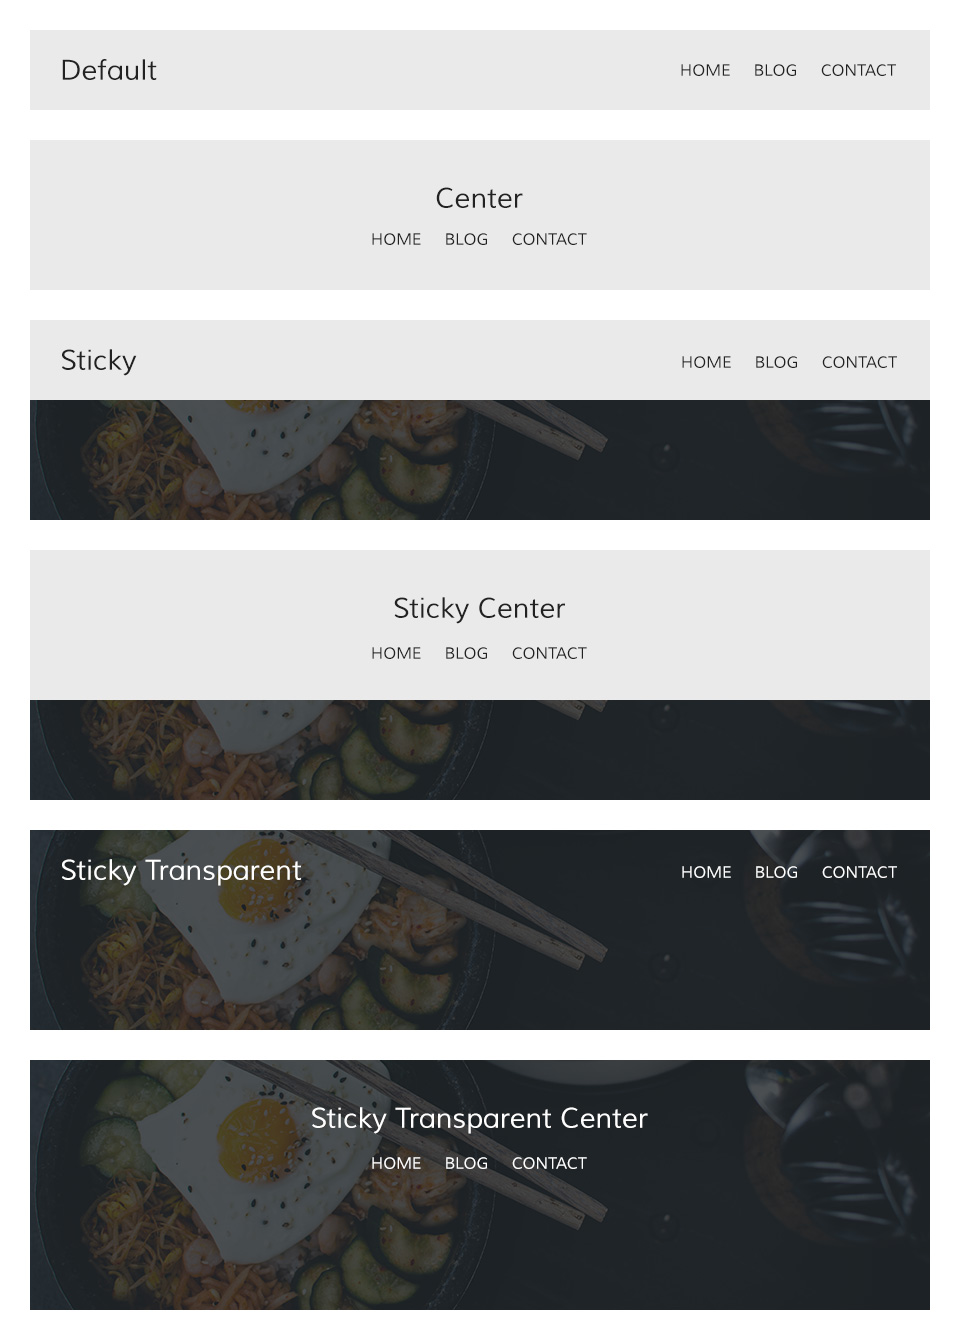 Default HOME BLOG CONTACT
Center
HOME BLOG CONTACT
Sticky HOME BLOG CONTACT
Sticky Center
HOME BLOG CONTACT
Sticky Transparent HOME BLOG CONTACT
Sticky Transparent Center
HOME BLOG CONTACT